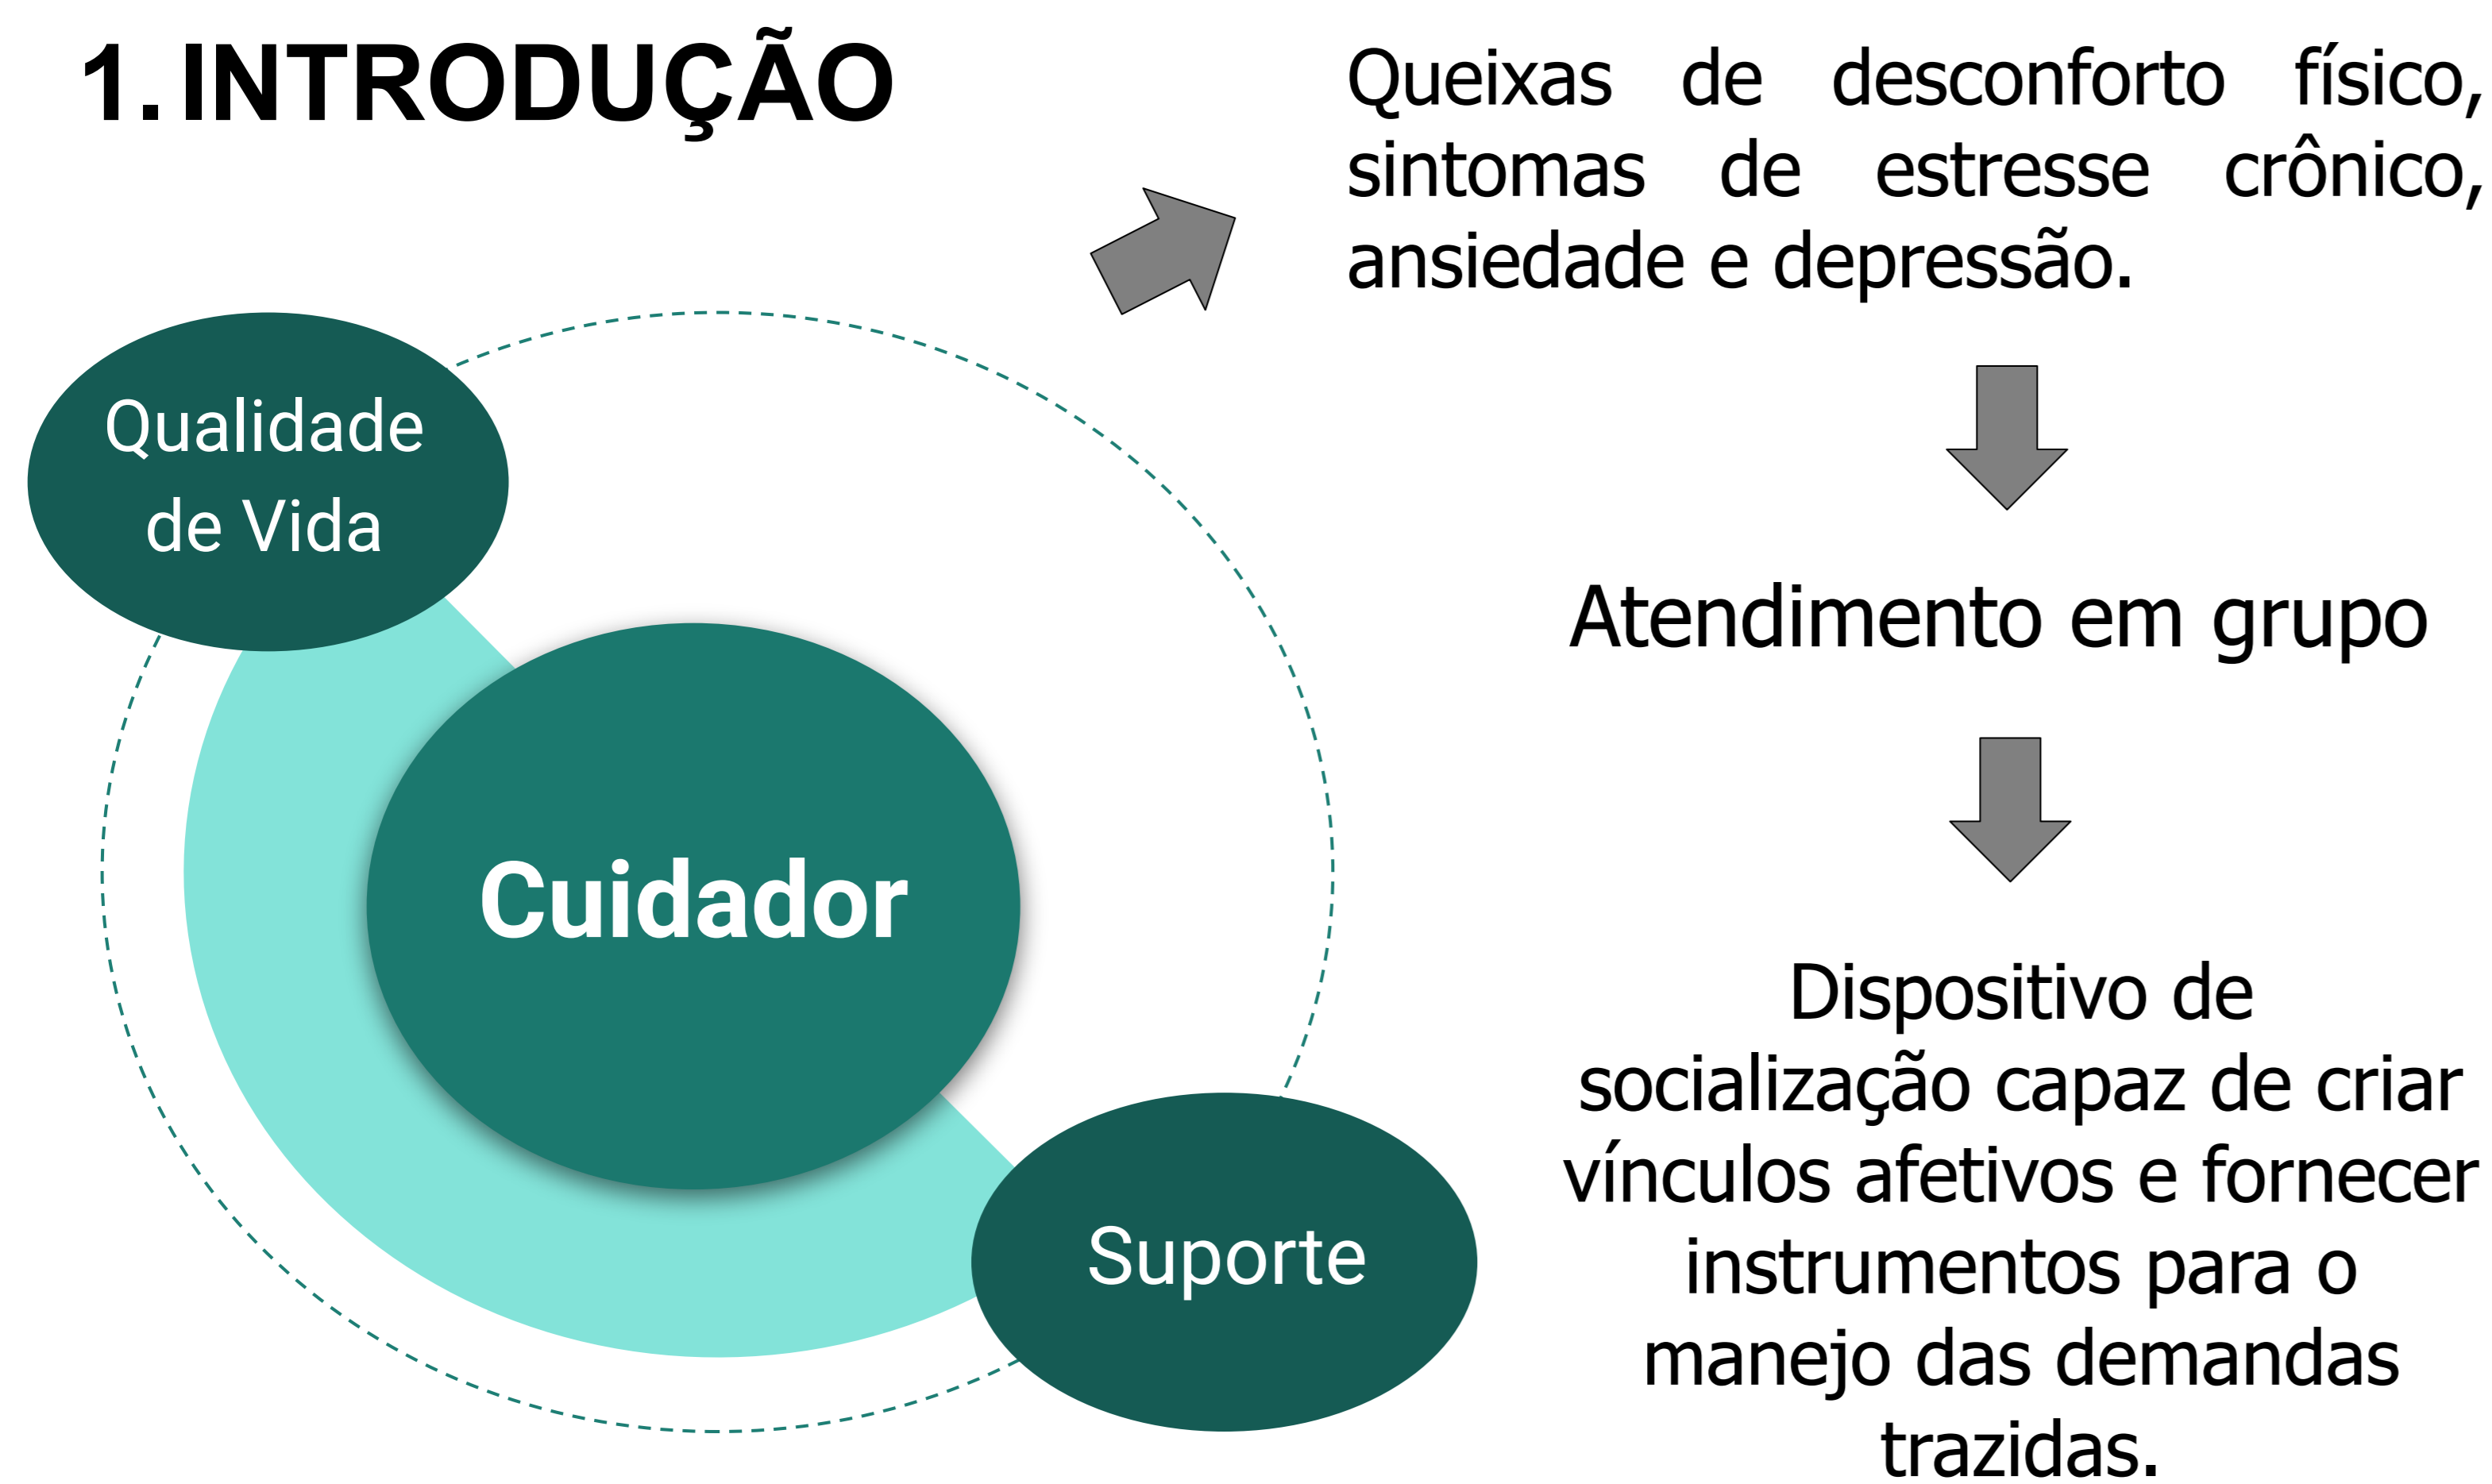 1. INTRODUÇÃO
Queixas de desconforto físico,
sintomas de estresse crônico,
ansiedade e depressão.
Qualidade
de Vida
Cuidador
Suporte
Atendimento em grupo
Dispositivo de
socialização capaz de criar
vínculos afetivos e fornecer
instrumentos para o
manejo das demandas
trazidas.